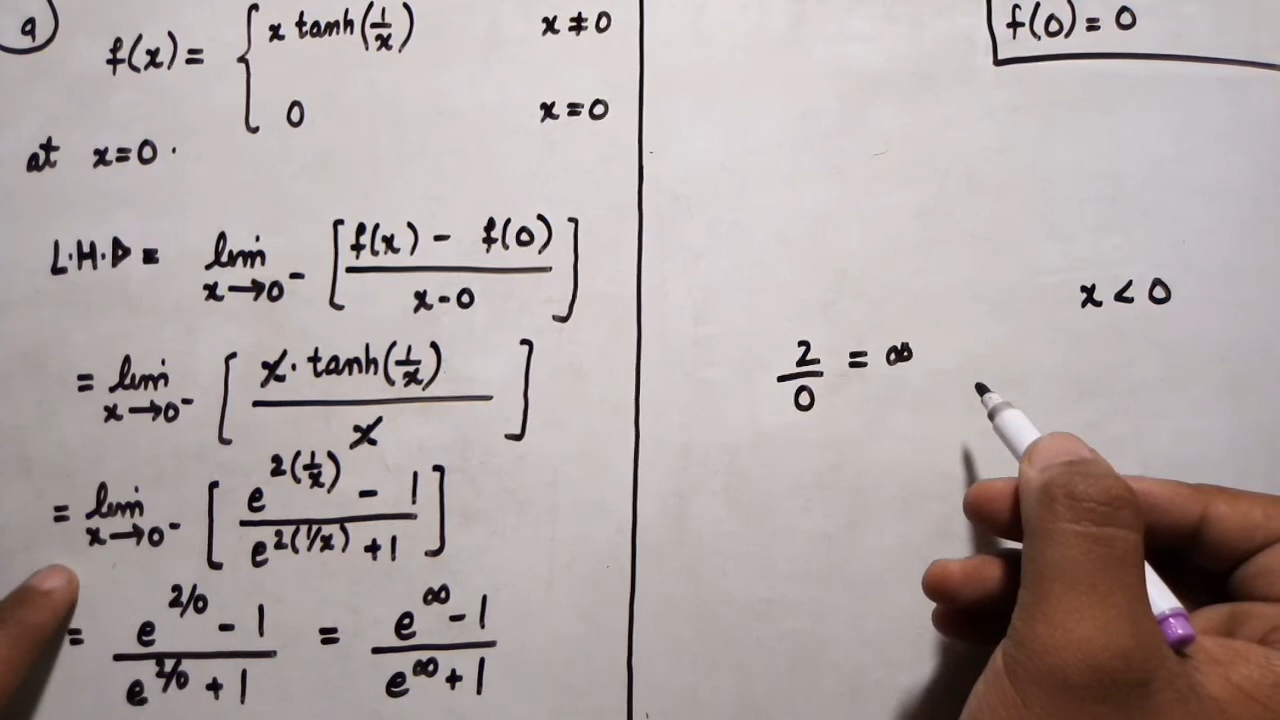 9
f(x) = { x tanh(1/x)    x ≠ 0
0    x = 0
at x=0 .
L.H.D = lim x→0⁻ [ f(x) - f(0) / x-0 ]
= lim x→0⁻ [ x · tanh(1/x) / x ]
= lim x→0⁻ [ e^2(1/x) - 1 / e^2(1/x) + 1 ]
= e^2/0 - 1 / e^2/0 + 1 = e^∞ - 1 / e^∞ + 1
f(0) = 0
x < 0
2/0 = ∞